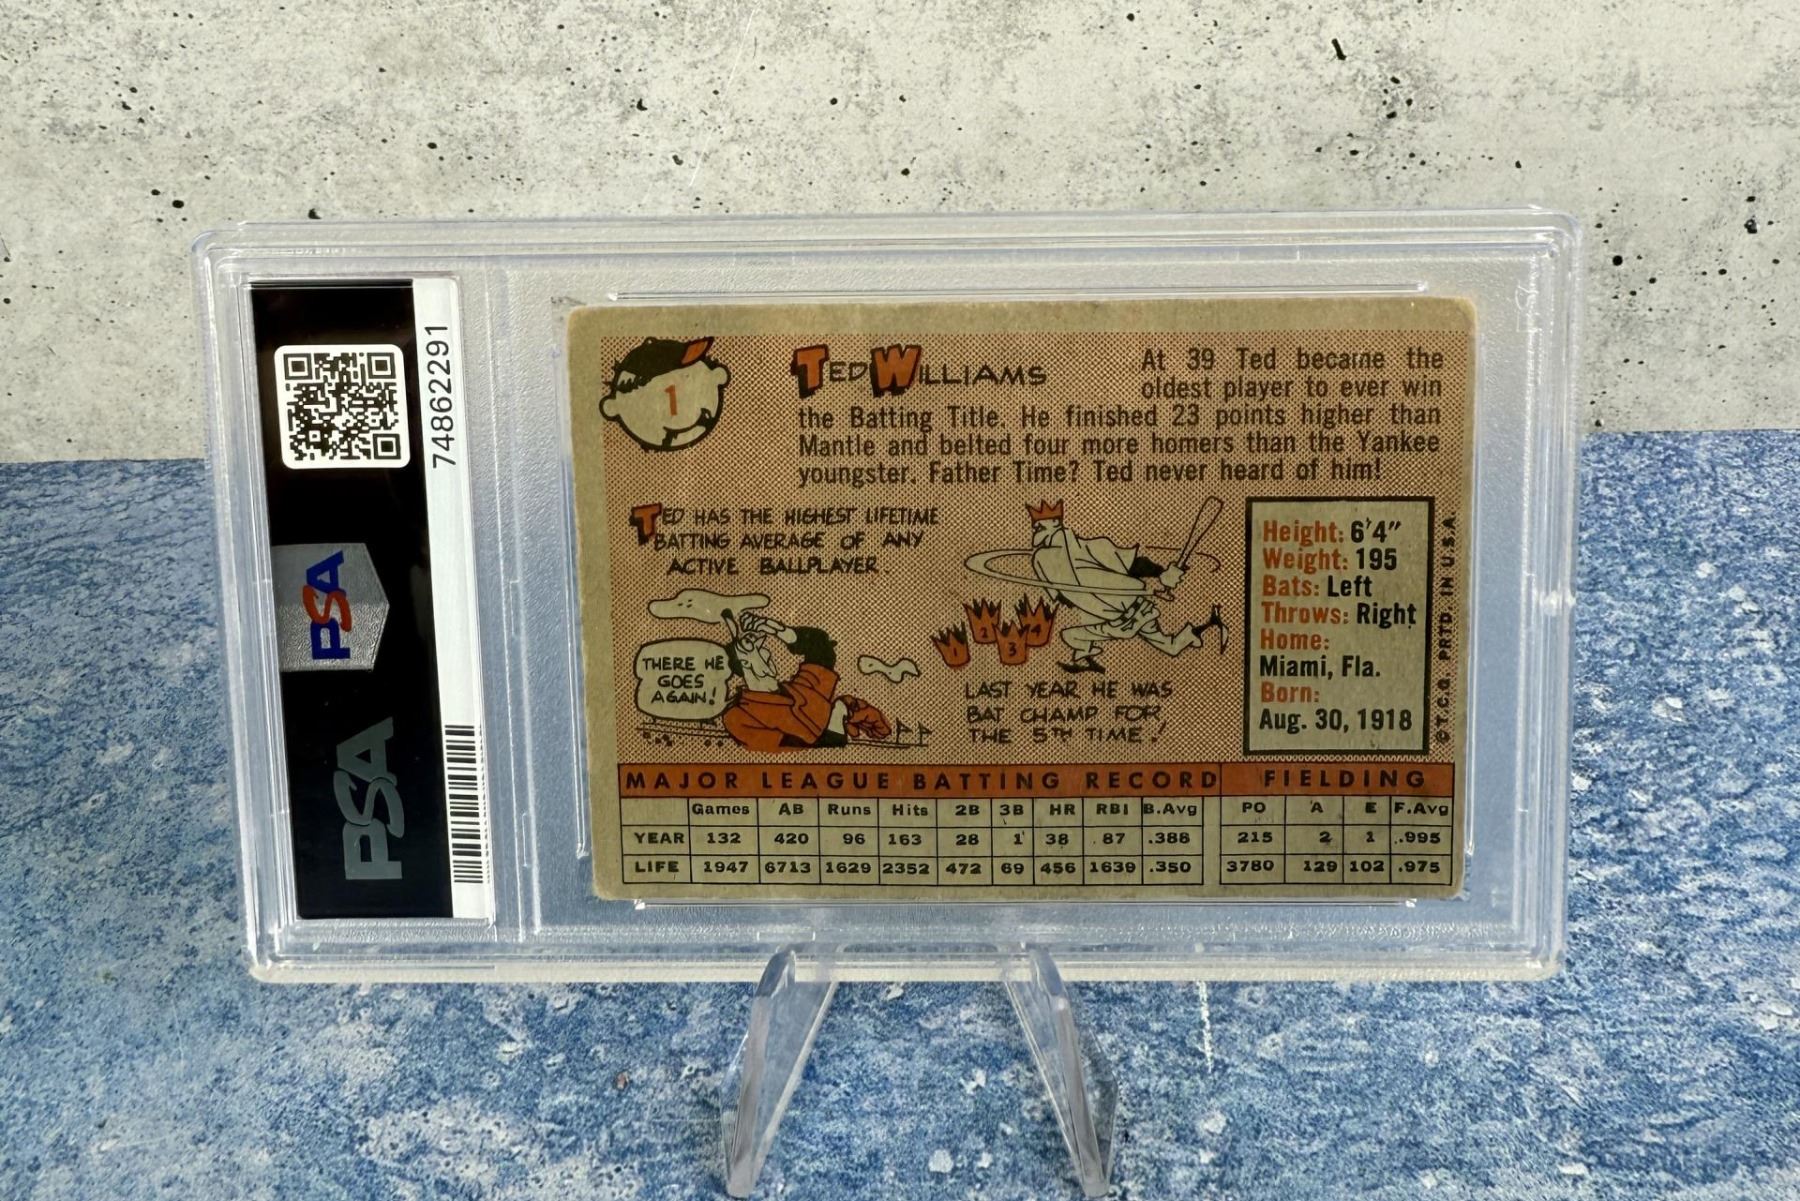 74862291
PSA
PSA
1
TED WILLIAMS
At 39 Ted became the
oldest player to ever win
the Batting Title. He finished 23 points higher than
Mantle and belted four more homers than the Yankee
youngster. Father Time? Ted never heard of him!
TED HAS THE HIGHEST LIFETIME
BATTING AVERAGE OF ANY
ACTIVE BALLPLAYER.
THERE HE
GOES
AGAIN!
1 2 3 4
LAST YEAR HE WAS
BAT CHAMP FOR
THE 5TH TIME!
Height: 6'4"
Weight: 195
Bats: Left
Throws: Right
Home:
Miami, Fla.
Born:
Aug. 30, 1918
©T.C.G. PRTD. IN U.S.A.
MAJOR LEAGUE BATTING RECORD FIELDING
Games AB Runs Hits 2B 3B HR RBI B.Avg PO A E F.Avg
YEAR 132 420 96 163 28 1 38 87 .388 215 2 1 .995
LIFE 1947 6713 1629 2352 472 69 456 1639 .350 3780 129 102 .975